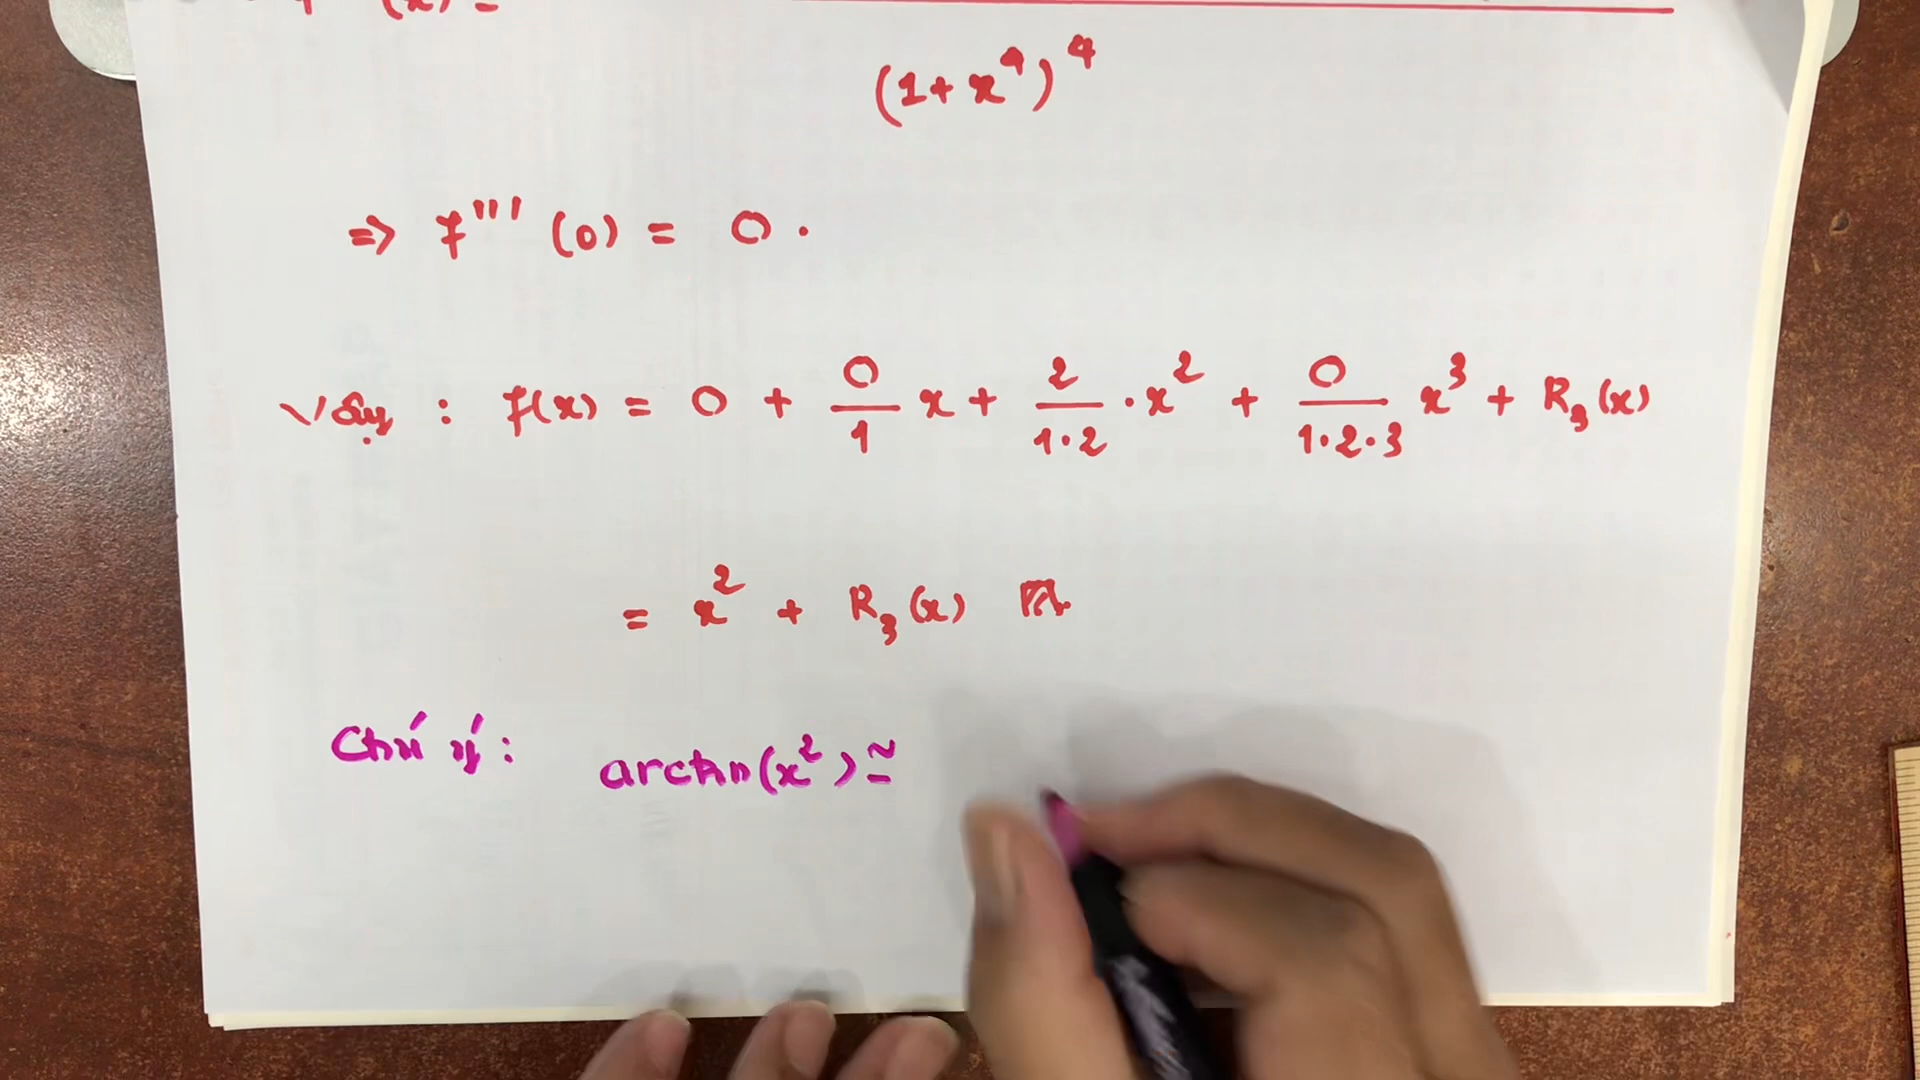 (x) =
(1 + x⁴)⁴
⇒ f'''(0) = 0 .
Vậy : f(x) = 0 + 0/1 x + 2/(1·2) · x² + 0/(1·2·3) x³ + R₃(x)
= x² + R₃(x)
Chú ý : arctan(x²) ≃